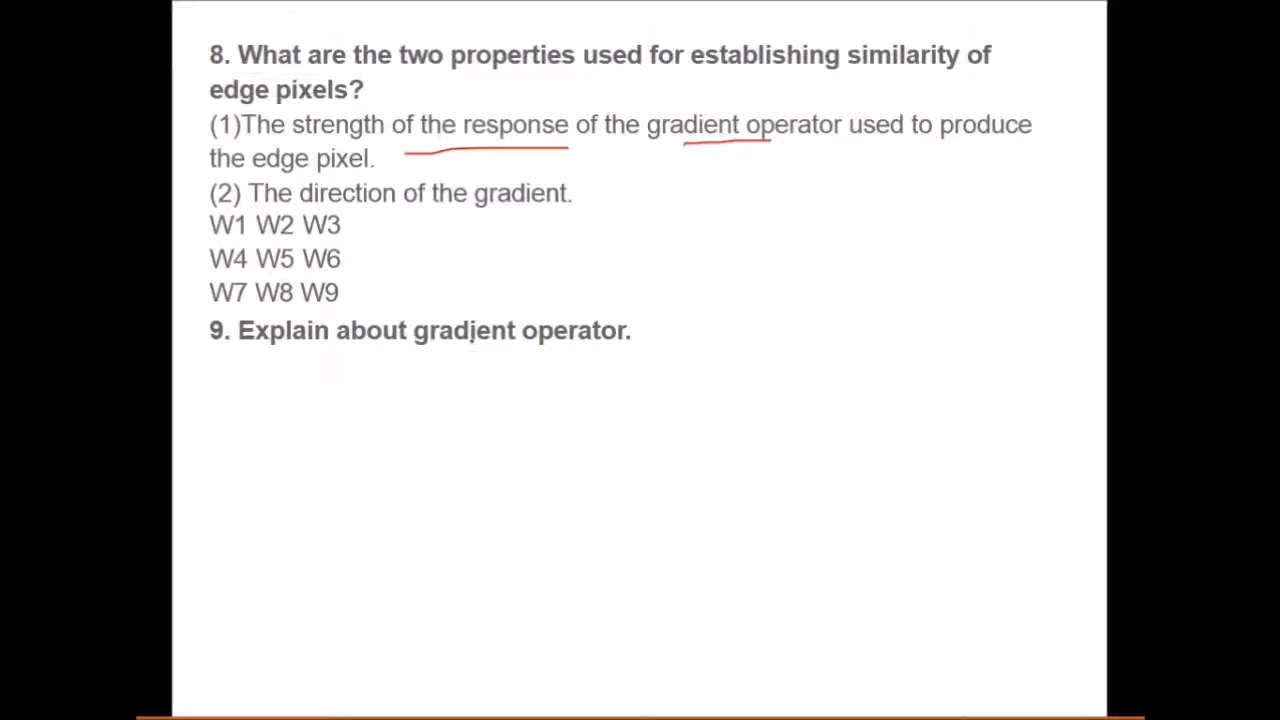 8. What are the two properties used for establishing similarity of
edge pixels?
(1)The strength of the response of the gradient operator used to produce
the edge pixel.
(2) The direction of the gradient.
W1 W2 W3
W4 W5 W6
W7 W8 W9
9. Explain about gradient operator.